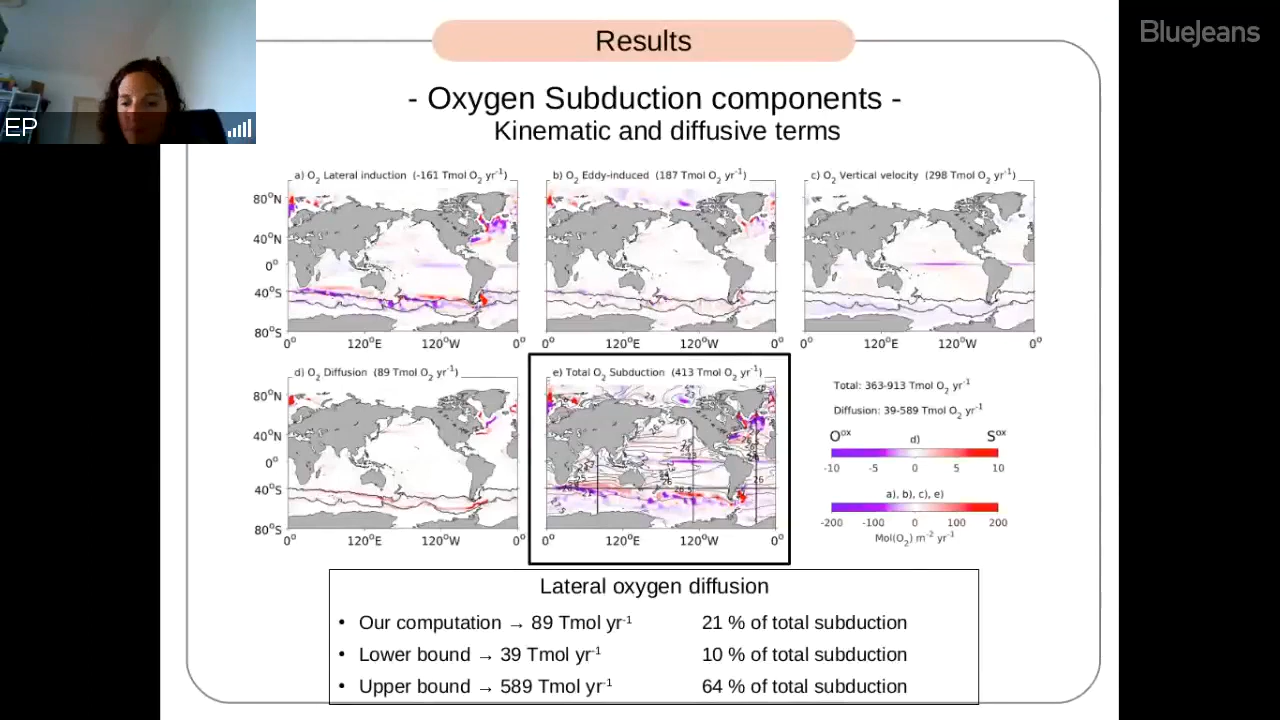 BlueJeans
EP
Results
- Oxygen Subduction components -
Kinematic and diffusive terms
a) O2 Lateral induction (-161 Tmol O2 yr-1)
b) O2 Eddy-induced (187 Tmol O2 yr-1)
c) O2 Vertical velocity (298 Tmol O2 yr-1)
80°N
40°N
0°
40°S
80°S
0° 120°E 120°W 0°
0° 120°E 120°W 0°
0° 120°E 120°W 0°
d) O2 Diffusion (89 Tmol O2 yr-1)
e) Total O2 Subduction (413 Tmol O2 yr-1)
80°N
40°N
0°
40°S
80°S
0° 120°E 120°W 0°
120°E 120°W 0°
Total: 363-913 Tmol O2 yr-1
Diffusion: 39-589 Tmol O2 yr-1
Oox d) Sox
-10 -5 0 5 10
a), b), c), e)
-200 -100 0 100 200
Mol(O2) m-2 yr-1
Lateral oxygen diffusion
• Our computation → 89 Tmol yr-1 21 % of total subduction
• Lower bound → 39 Tmol yr-1 10 % of total subduction
• Upper bound → 589 Tmol yr-1 64 % of total subduction